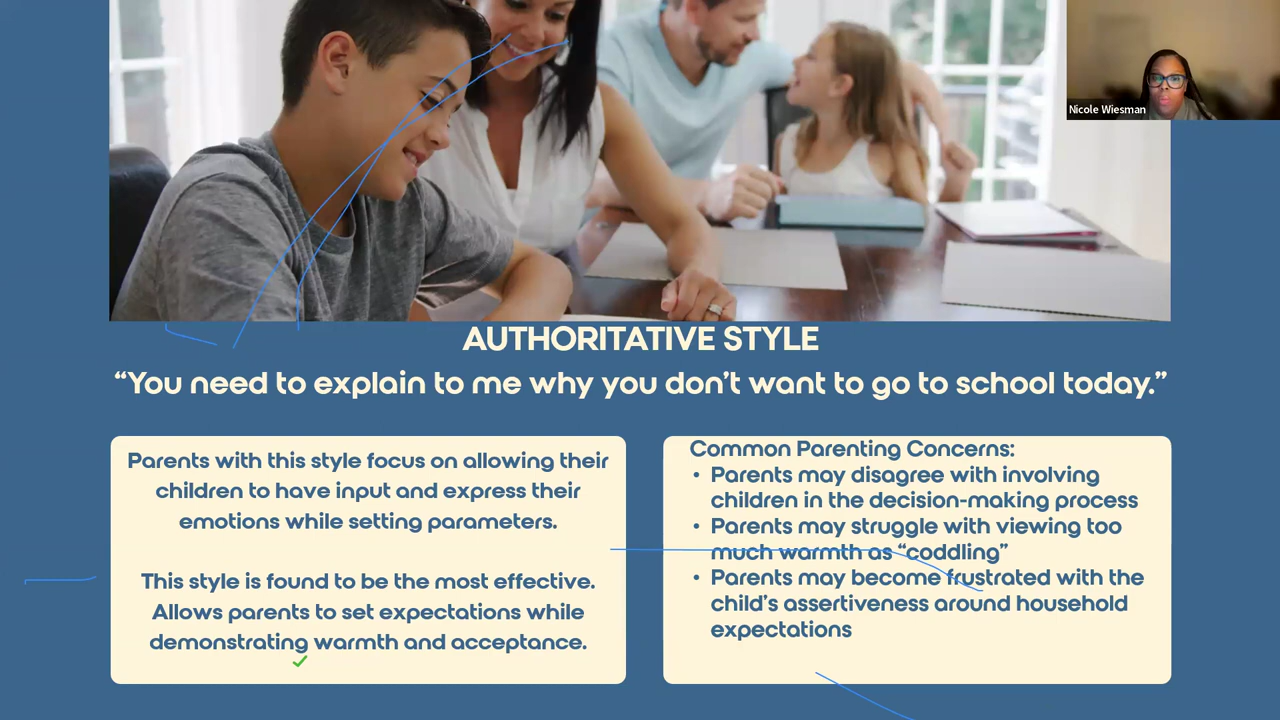 Nicole Wiesman
AUTHORITATIVE STYLE
“You need to explain to me why you don’t want to go to school today.”
Parents with this style focus on allowing their
children to have input and express their
emotions while setting parameters.
This style is found to be the most effective.
Allows parents to set expectations while
demonstrating warmth and acceptance.
Common Parenting Concerns:
• Parents may disagree with involving
children in the decision-making process
• Parents may struggle with viewing too
much warmth as “coddling”
• Parents may become frustrated with the
child’s assertiveness around household
expectations